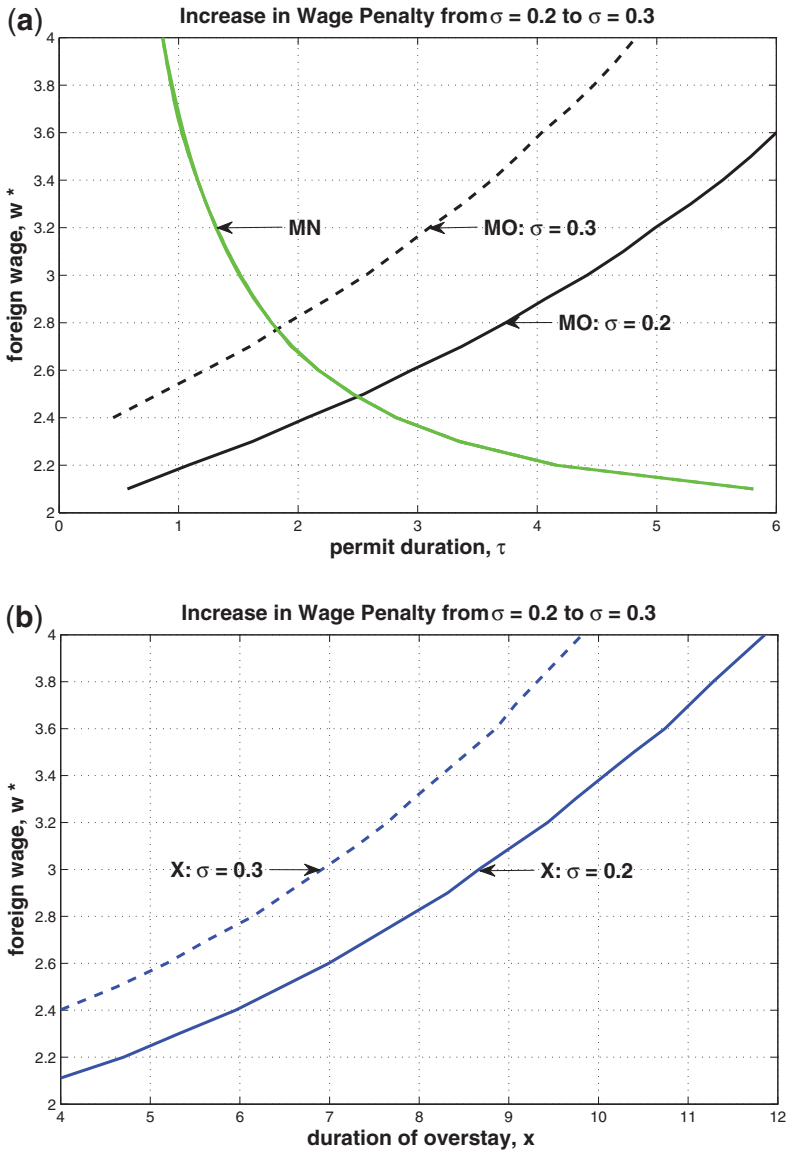 (a)
Increase in Wage Penalty from σ = 0.2 to σ = 0.3
foreign wage, w *
4
3.8
3.6
3.4
3.2
3
2.8
2.6
2.4
2.2
2
MN
MO: σ = 0.3
MO: σ = 0.2
0 1 2 3 4 5 6
permit duration, τ
(b)
Increase in Wage Penalty from σ = 0.2 to σ = 0.3
foreign wage, w *
4
3.8
3.6
3.4
3.2
3
2.8
2.6
2.4
2.2
2
X: σ = 0.3
X: σ = 0.2
4 5 6 7 8 9 10 11 12
duration of overstay, x